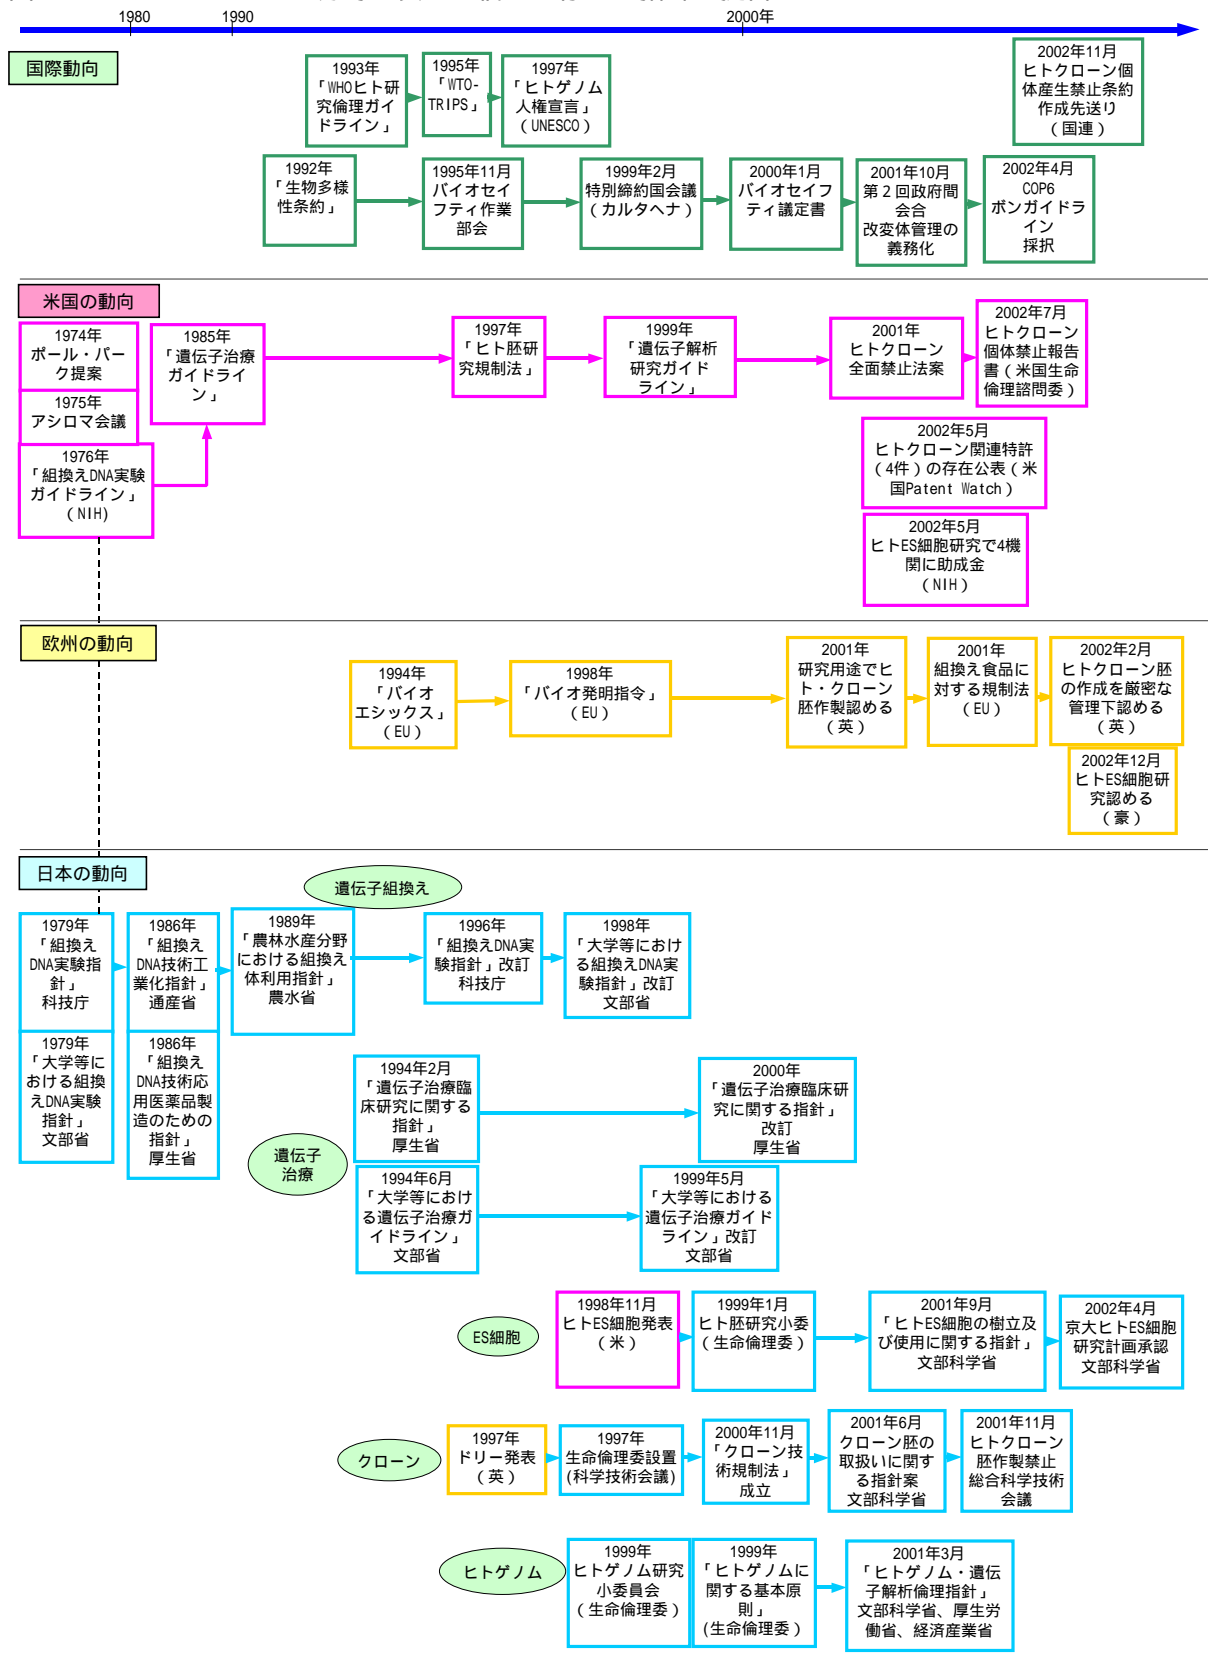 1980
1990
2000年
国際動向
1993年
「WHOヒト研
究倫理ガイ
ドライン」
1995年
「WTO-
TRIPS」
1997年
「ヒトゲノム
人権宣言」
(UNESCO)
2002年11月
ヒトクローン個
体産生禁止条約
作成先送り
(国連)
1992年
「生物多様
性条約」
1995年11月
バイオセイ
フティ作業
部会
1999年2月
特別締約国会議
(カルタヘナ)
2000年1月
バイオセイフ
ティ議定書
2001年10月
第2回政府間
会合
改変体管理の
義務化
2002年4月
COP6
ボンガイドラ
イン
採択
米国の動向
1974年
ポール・バー
ク提案
1975年
アシロマ会議
1976年
「組換えDNA実験
ガイドライン」
(NIH)
1985年
「遺伝子治療
ガイドライ
ン」
1997年
「ヒト胚研
究規制法」
1999年
「遺伝子解析
研究ガイド
ライン」
2001年
ヒトクローン
全面禁止法案
2002年7月
ヒトクローン
個体禁止報告
書(米国生命
倫理諮問委)
2002年5月
ヒトクローン関連特許
(4件)の存在公表(米
国Patent Watch)
2002年5月
ヒトES細胞研究で4機
関に助成金
(NIH)
欧州の動向
1994年
「バイオ
エシックス」
(EU)
1998年
「バイオ発明指令」
(EU)
2001年
研究用途でヒ
ト・クローン
胚作製認める
(英)
2001年
組換え食品に
対する規制法
(EU)
2002年2月
ヒトクローン胚
の作成を厳密な
管理下認める
(英)
2002年12月
ヒトES細胞研
究認める
(豪)
日本の動向
遺伝子組換え
1979年
「組換え
DNA実験指
針」
科技庁
1986年
「組換え
DNA技術工
業化指針」
通産省
1989年
「農林水産分野
における組換え
体利用指針」
農水省
1996年
「組換えDNA実
験指針」改訂
科技庁
1998年
「大学等におけ
る組換えDNA実
験指針」改訂
文部省
1979年
「大学等に
おける組換
えDNA実験
指針」
文部省
1986年
「組換え
DNA技術応
用医薬品製
造のための
指針」
厚生省
遺伝子
治療
1994年2月
「遺伝子治療臨
床研究に関する
指針」
厚生省
2000年
「遺伝子治療臨床研
究に関する指針」
改訂
厚生省
1994年6月
「大学等におけ
る遺伝子治療ガ
イドライン」
文部省
1999年5月
「大学等における
遺伝子治療ガイド
ライン」改訂
文部省
ES細胞
1998年11月
ヒトES細胞発表
(米)
1999年1月
ヒト胚研究小委
(生命倫理委)
2001年9月
「ヒトES細胞の樹立及
び使用に関する指針」
文部科学省
2002年4月
京大ヒトES細胞
研究計画承認
文部科学省
クローン
1997年
ドリー発表
(英)
1997年
生命倫理委設置
(科学技術会議)
2000年11月
「クローン技
術規制法」
成立
2001年6月
クローン胚の
取扱いに関す
る指針案
文部科学省
2001年11月
ヒトクローン
胚作製禁止
総合科学技術
会議
ヒトゲノム
1999年
ヒトゲノム研究
小委員会
(生命倫理委)
1999年
「ヒトゲノムに
関する基本原
則」
(生命倫理委)
2001年3月
「ヒトゲノム・遺伝
子解析倫理指針」
文部科学省、厚生労
働省、経済産業省